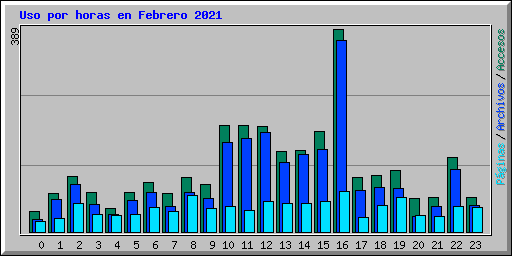 Uso por horas en Febrero 2021
389
Páginas / Archivos / Accesos
0 1 2 3 4 5 6 7 8 9 10 11 12 13 14 15 16 17 18 19 20 21 22 23